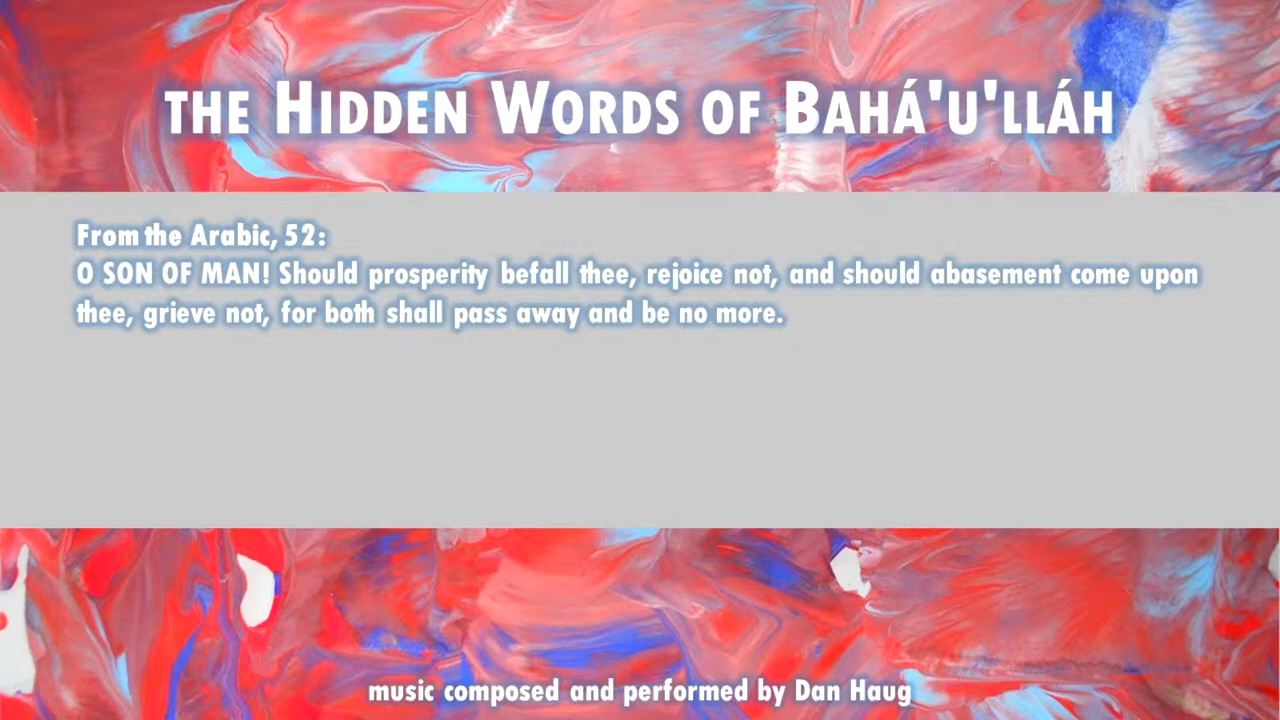 THE HIDDEN WORDS OF BAHÁ'U'LLÁH
From the Arabic, 52:
O SON OF MAN! Should prosperity befall thee, rejoice not, and should abasement come upon
thee, grieve not, for both shall pass away and be no more.
music composed and performed by Dan Haug